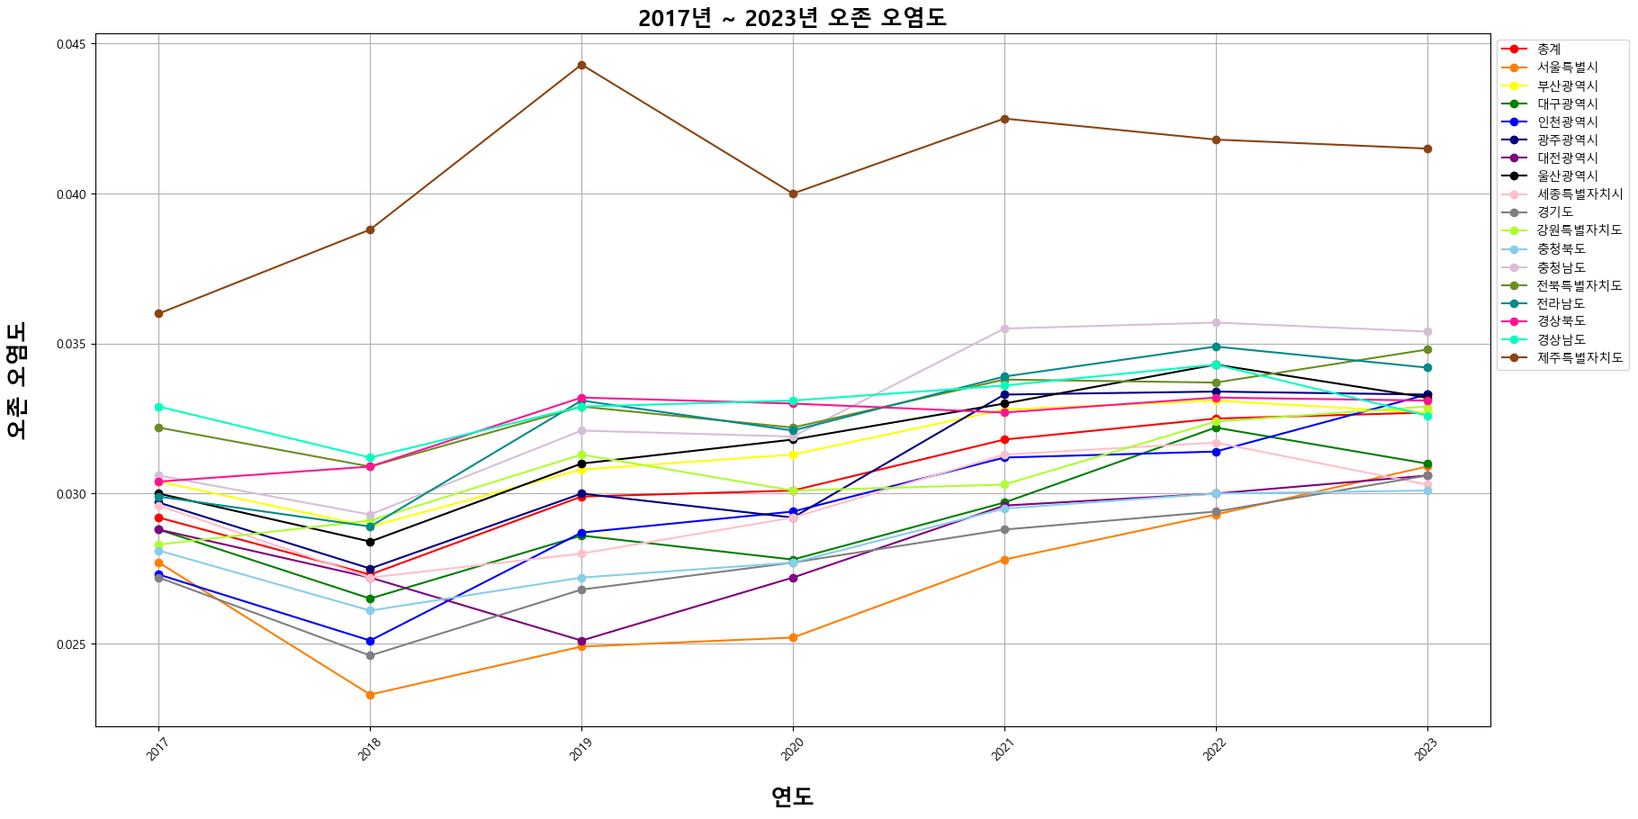 2017년 ~ 2023년 오존 오염도
오존 오염도
0.045
0.040
0.035
0.030
0.025
2017
2018
2019
2020
2021
2022
2023
연도
총계
서울특별시
부산광역시
대구광역시
인천광역시
광주광역시
대전광역시
울산광역시
세종특별자치시
경기도
강원특별자치도
충청북도
충청남도
전북특별자치도
전라남도
경상북도
경상남도
제주특별자치도